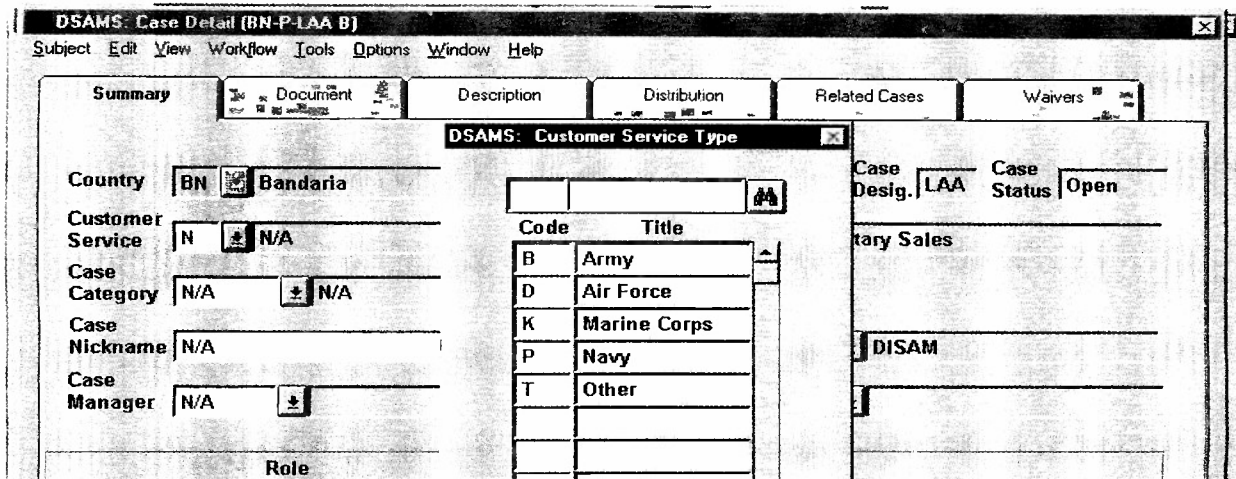 DSAMS: Case Detail (BN-P-LAA B)
Subject Edit View Workflow Tools Options Window Help
Summary Document Description Distribution Related Cases Waivers
DSAMS: Customer Service Type
Country BN Bandaria
Case Desig. LAA Case Status Open
Customer Service N N/A
tary Sales
Case Category N/A N/A
Case Nickname N/A
DISAM
Case Manager N/A
Code Title
B Army
D Air Force
K Marine Corps
P Navy
T Other
Role